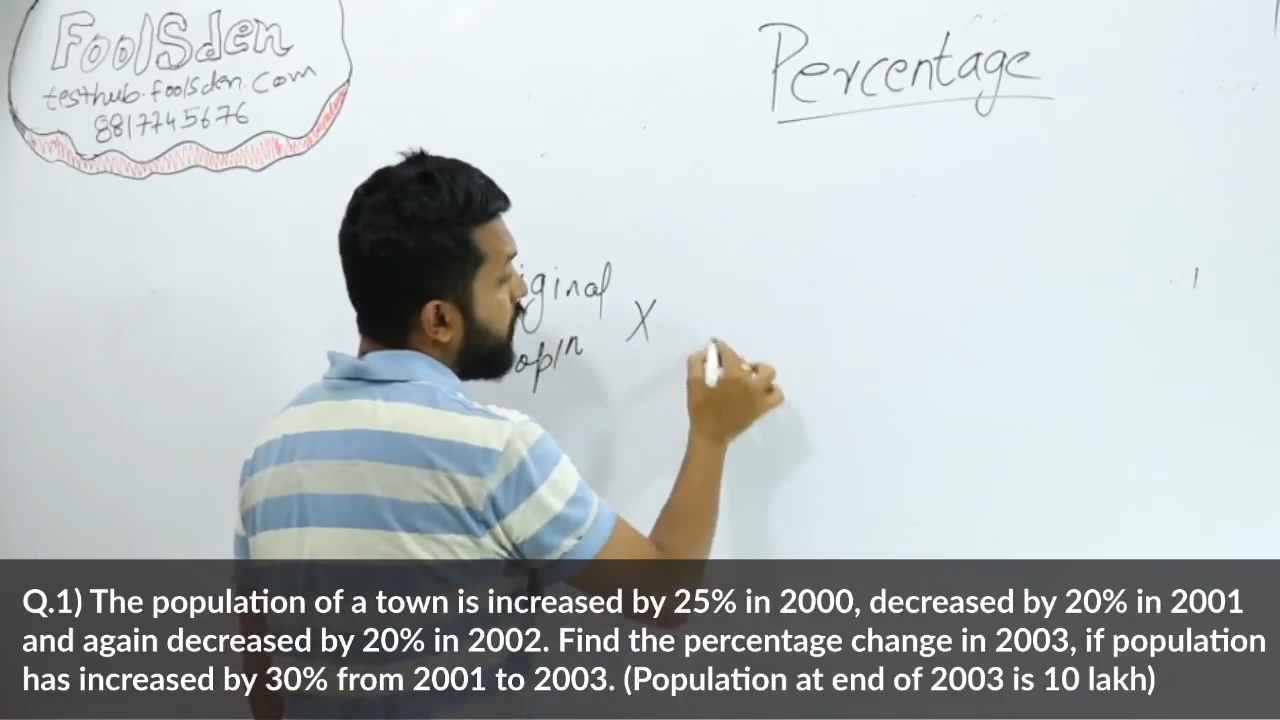 FoolSden
testhub.foolsden.com
8817745676
Percentage
X
Q.1) The population of a town is increased by 25% in 2000, decreased by 20% in 2001
and again decreased by 20% in 2002. Find the percentage change in 2003, if population
has increased by 30% from 2001 to 2003. (Population at end of 2003 is 10 lakh)